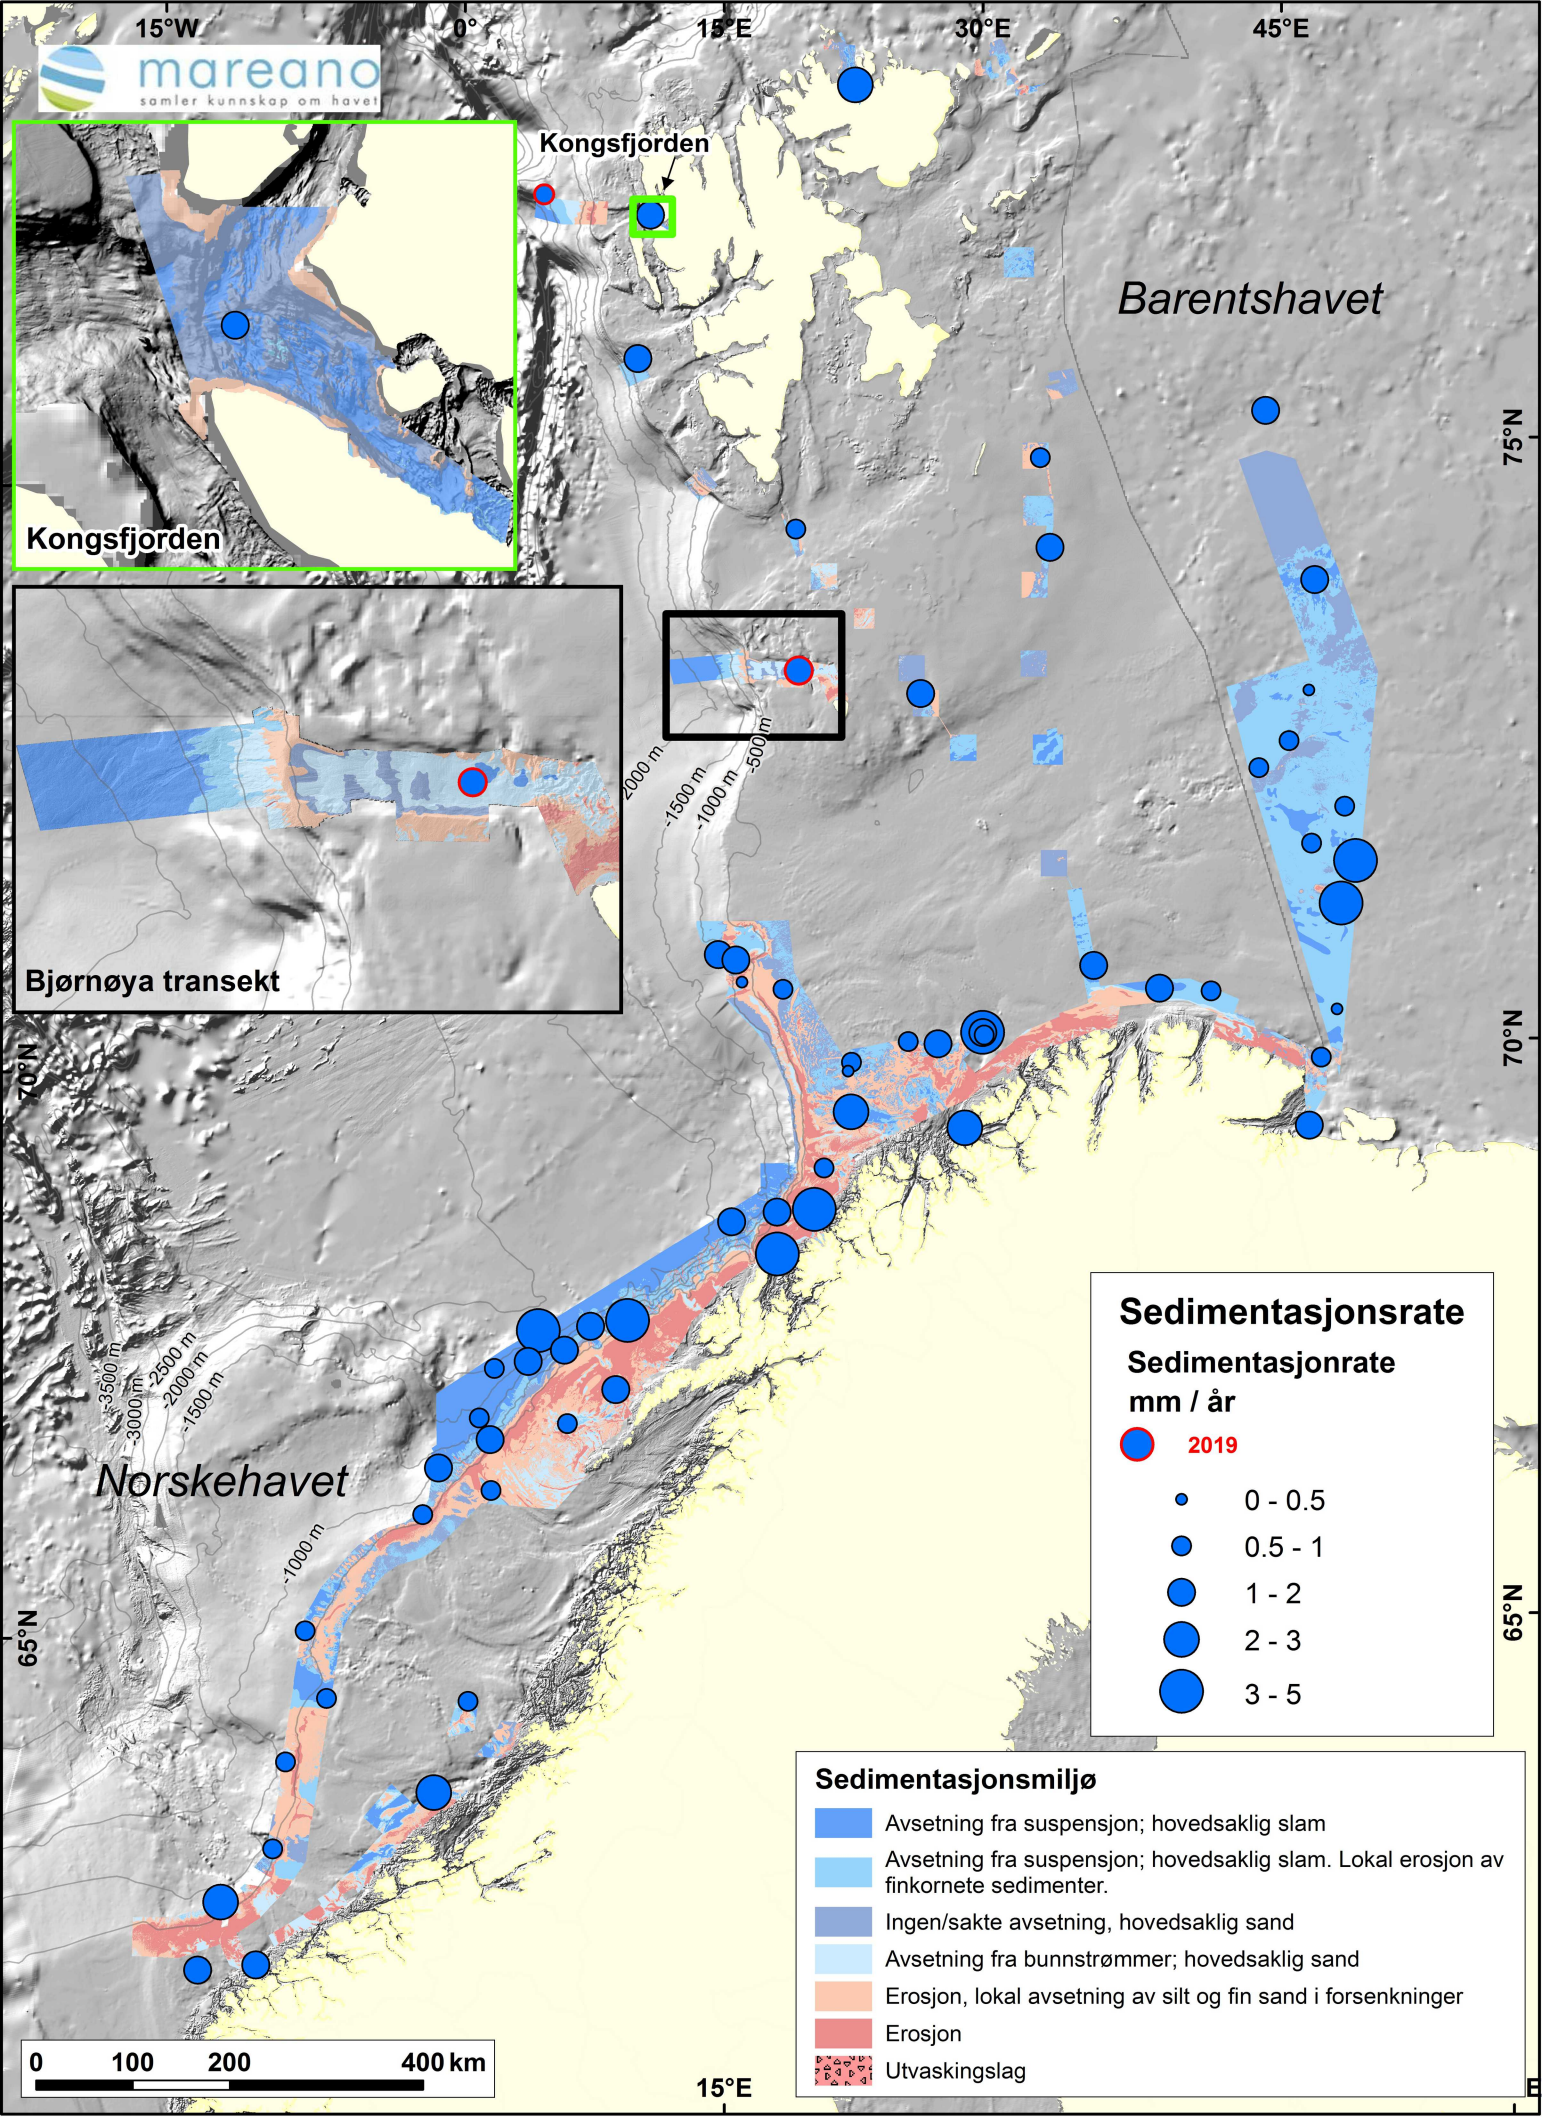 15°W 0° 15°E 30°E 45°E
mareano
samler kunnskap om havet
Kongsfjorden
Barentshavet
75°N
Kongsfjorden
Bjørnøya transekt
-500 m
2000 m
-1500 m
-1000 m
70°N
70°N
Norskehavet
-3500 m
-3000 m
-2500 m
-2000 m
-1500 m
-1000 m
65°N
65°N
Sedimentasjonsrate
Sedimentasjonrate
mm / år
2019
0 - 0.5
0.5 - 1
1 - 2
2 - 3
3 - 5
Sedimentasjonsmiljø
Avsetning fra suspensjon; hovedsaklig slam
Avsetning fra suspensjon; hovedsaklig slam. Lokal erosjon av
finkornete sedimenter.
Ingen/sakte avsetning, hovedsaklig sand
Avsetning fra bunnstrømmer; hovedsaklig sand
Erosjon, lokal avsetning av silt og fin sand i forsenkninger
Erosjon
Utvaskingslag
0 100 200 400 km
15°E
E